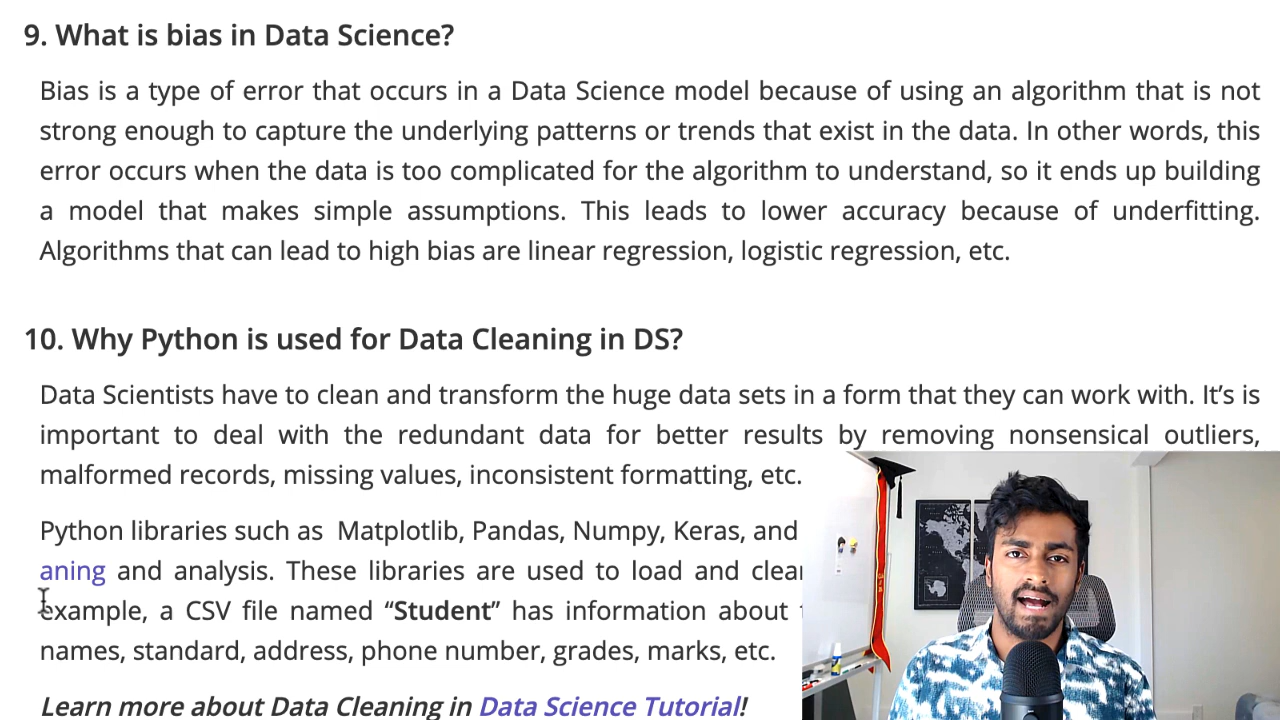 9. What is bias in Data Science?
Bias is a type of error that occurs in a Data Science model because of using an algorithm that is not
strong enough to capture the underlying patterns or trends that exist in the data. In other words, this
error occurs when the data is too complicated for the algorithm to understand, so it ends up building
a model that makes simple assumptions. This leads to lower accuracy because of underfitting.
Algorithms that can lead to high bias are linear regression, logistic regression, etc.
10. Why Python is used for Data Cleaning in DS?
Data Scientists have to clean and transform the huge data sets in a form that they can work with. It’s is
important to deal with the redundant data for better results by removing nonsensical outliers,
malformed records, missing values, inconsistent formatting, etc.
Python libraries such as Matplotlib, Pandas, Numpy, Keras, and
aning and analysis. These libraries are used to load and clear
example, a CSV file named “Student” has information about
names, standard, address, phone number, grades, marks, etc.
Learn more about Data Cleaning in Data Science Tutorial!